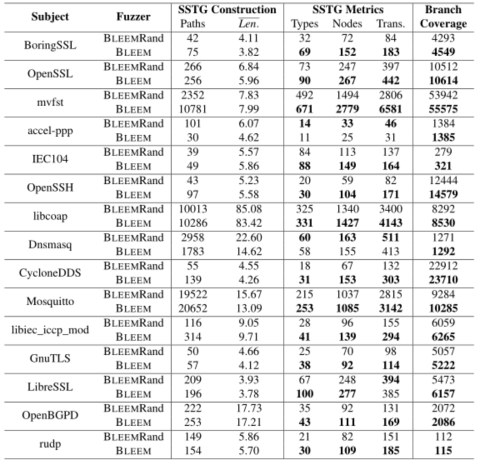 Subject Fuzzer SSTG Construction SSTG Metrics Branch
Paths Len. Types Nodes Trans. Coverage
BoringSSL BLEEMRand 42 4.11 32 72 84 4293
BLEEM 75 3.82 69 152 183 4549
OpenSSL BLEEMRand 266 6.84 73 247 397 10512
BLEEM 256 5.96 90 267 442 10614
mvfst BLEEMRand 2352 7.83 492 1494 2806 53942
BLEEM 10781 7.99 671 2779 6581 55575
accel-ppp BLEEMRand 101 6.07 14 33 46 1384
BLEEM 30 4.62 11 25 31 1385
IEC104 BLEEMRand 39 5.57 84 113 137 279
BLEEM 49 5.86 88 149 164 321
OpenSSH BLEEMRand 43 5.23 20 59 82 12444
BLEEM 97 5.58 30 104 171 14579
libcoap BLEEMRand 10013 85.08 325 1340 3400 8292
BLEEM 10286 83.42 331 1427 4143 8530
Dnsmasq BLEEMRand 2958 22.60 60 163 511 1271
BLEEM 1783 14.62 58 155 413 1292
CycloneDDS BLEEMRand 55 4.55 18 67 132 22912
BLEEM 139 4.26 31 153 303 23710
Mosquitto BLEEMRand 19522 15.67 215 1037 2815 9284
BLEEM 20652 13.09 253 1085 3142 10285
libiec_iccp_mod BLEEMRand 116 9.05 28 96 155 6059
BLEEM 314 9.71 41 139 294 6265
GnuTLS BLEEMRand 50 4.66 25 70 98 5057
BLEEM 57 4.12 38 92 114 5222
LibreSSL BLEEMRand 209 3.93 67 248 394 5473
BLEEM 196 3.78 100 277 385 6157
OpenBGPD BLEEMRand 222 17.73 35 92 131 2072
BLEEM 253 17.21 43 111 169 2086
rudp BLEEMRand 149 5.86 21 82 151 112
BLEEM 154 5.70 30 109 185 115